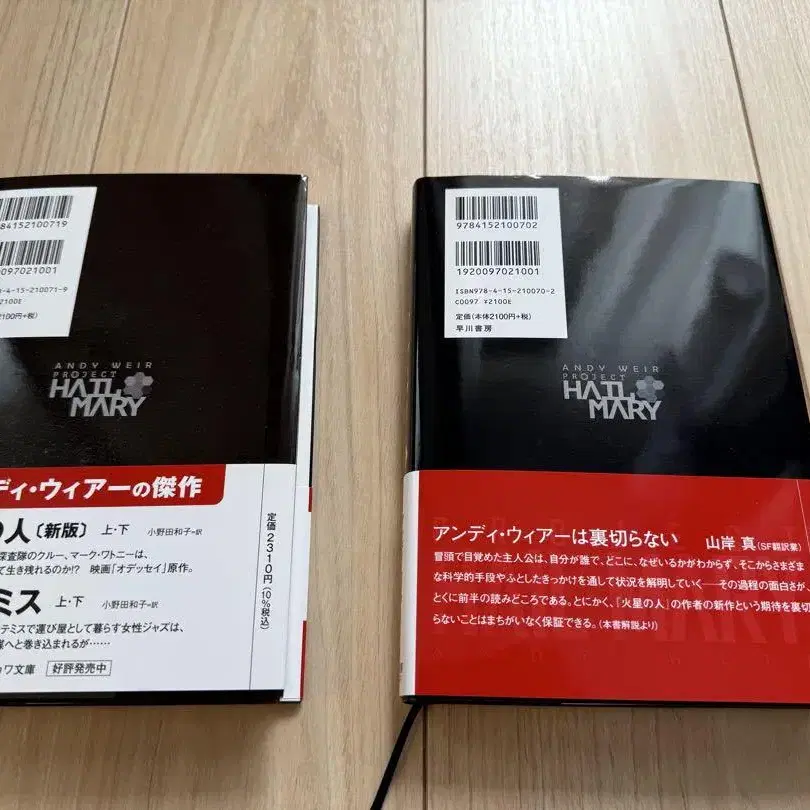 84152100719
0097021001
4-15-210071-9
2100E
2100円+税)
ANDY WEIR
PROJECT
HAIL
MARY
ディ・ウィアーの傑作
の人〔新版〕 上・下 小野田和子=訳
探査隊のクルー、マーク・ワトニーは、
て生き残れるのか!? 映画「オデッセイ」原作。
ミス 上・下 小野田和子=訳
テミスで運び屋として暮らす女性ジャズは、
謀へと巻き込まれるが……
カワ文庫 好評発売中
定価2310円(10%税込)
9784152100702
1920097021001
ISBN978-4-15-210070-2
C0097 ¥2100E
定価(本体2100円+税)
早川書房
ANDY WEIR
PROJECT
HAIL
MARY
アンディ・ウィアーは裏切らない 山岸 真(SF翻訳業)
冒頭で目覚めた主人公は、自分が誰で、どこに、なぜいるかがわからず、そこからさまざま
な科学的手段やふとしたきっかけを通して状況を解明していく——その過程の面白さが、
とくに前半の読みどころである。とにかく、『火星の人』の作者の新作という期待を裏切
らないことはまちがいなく保証できる。(本書解説より)